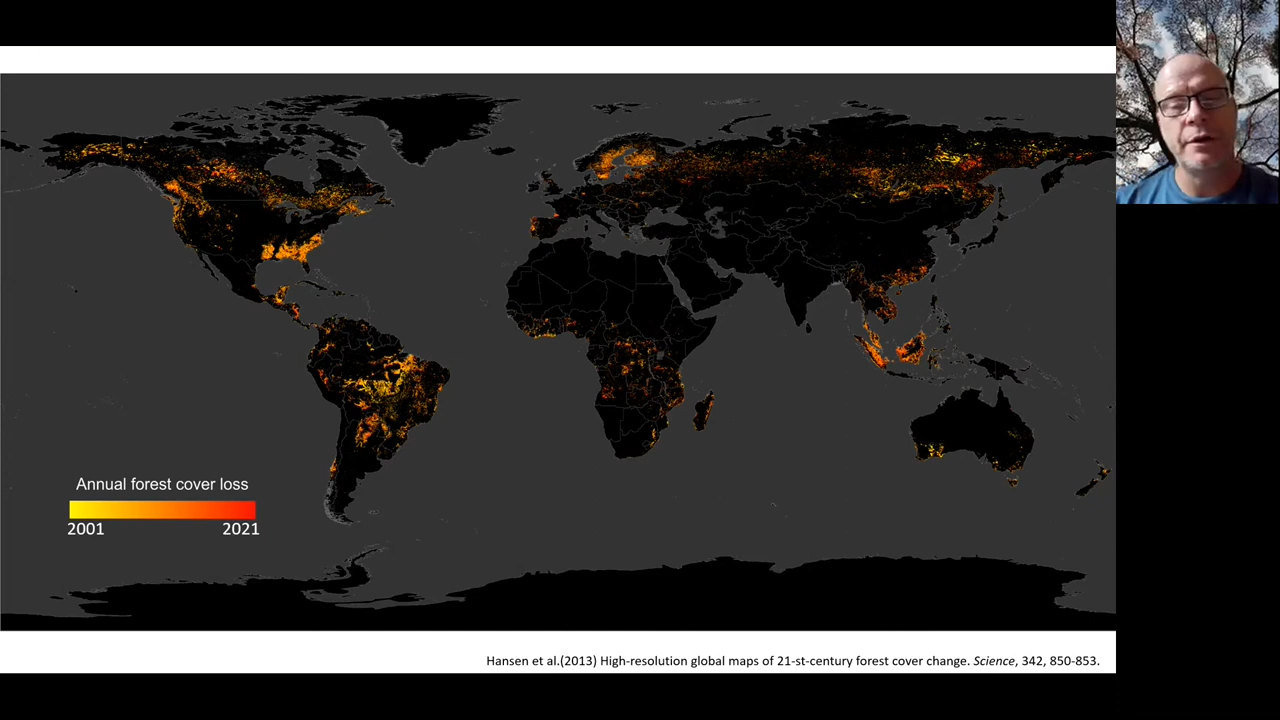 Annual forest cover loss
2001 2021
Hansen et al.(2013) High-resolution global maps of 21-st-century forest cover change. Science, 342, 850-853.